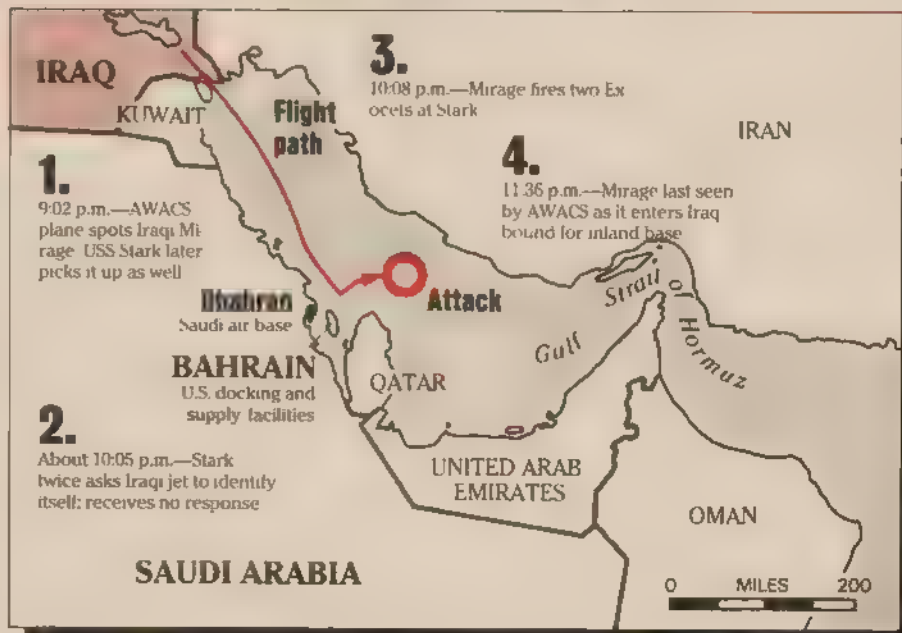 IRAQ
KUWAIT
Flight
path
3.
10:08 p.m.—Mirage fires two Ex
ocets at Stark
IRAN
1.
9:02 p.m.—AWACS
plane spots Iraqi Mi
rage USS Stark later
picks it up as well
4.
11.36 p.m.—Mirage last seen
by AWACS as it enters Iraq
bound for inland base
Dhahran
Saudi air base
Attack
Strait of
Hormuz
Gulf
BAHRAIN
U.S. docking and
supply facilities
QATAR
2.
About 10:05 p.m.—Stark
twice asks Iraqi jet to identify
itself; receives no response
UNITED ARAB
EMIRATES
OMAN
SAUDI ARABIA
0 MILES 200